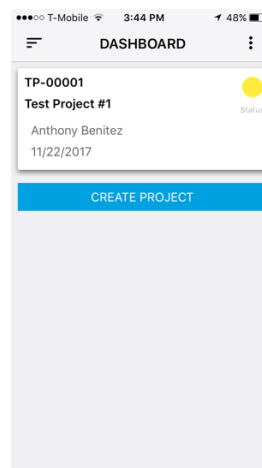 T-Mobile 3:44 PM 48%
DASHBOARD
TP-00001
Test Project #1
Status
Anthony Benitez
11/22/2017
CREATE PROJECT